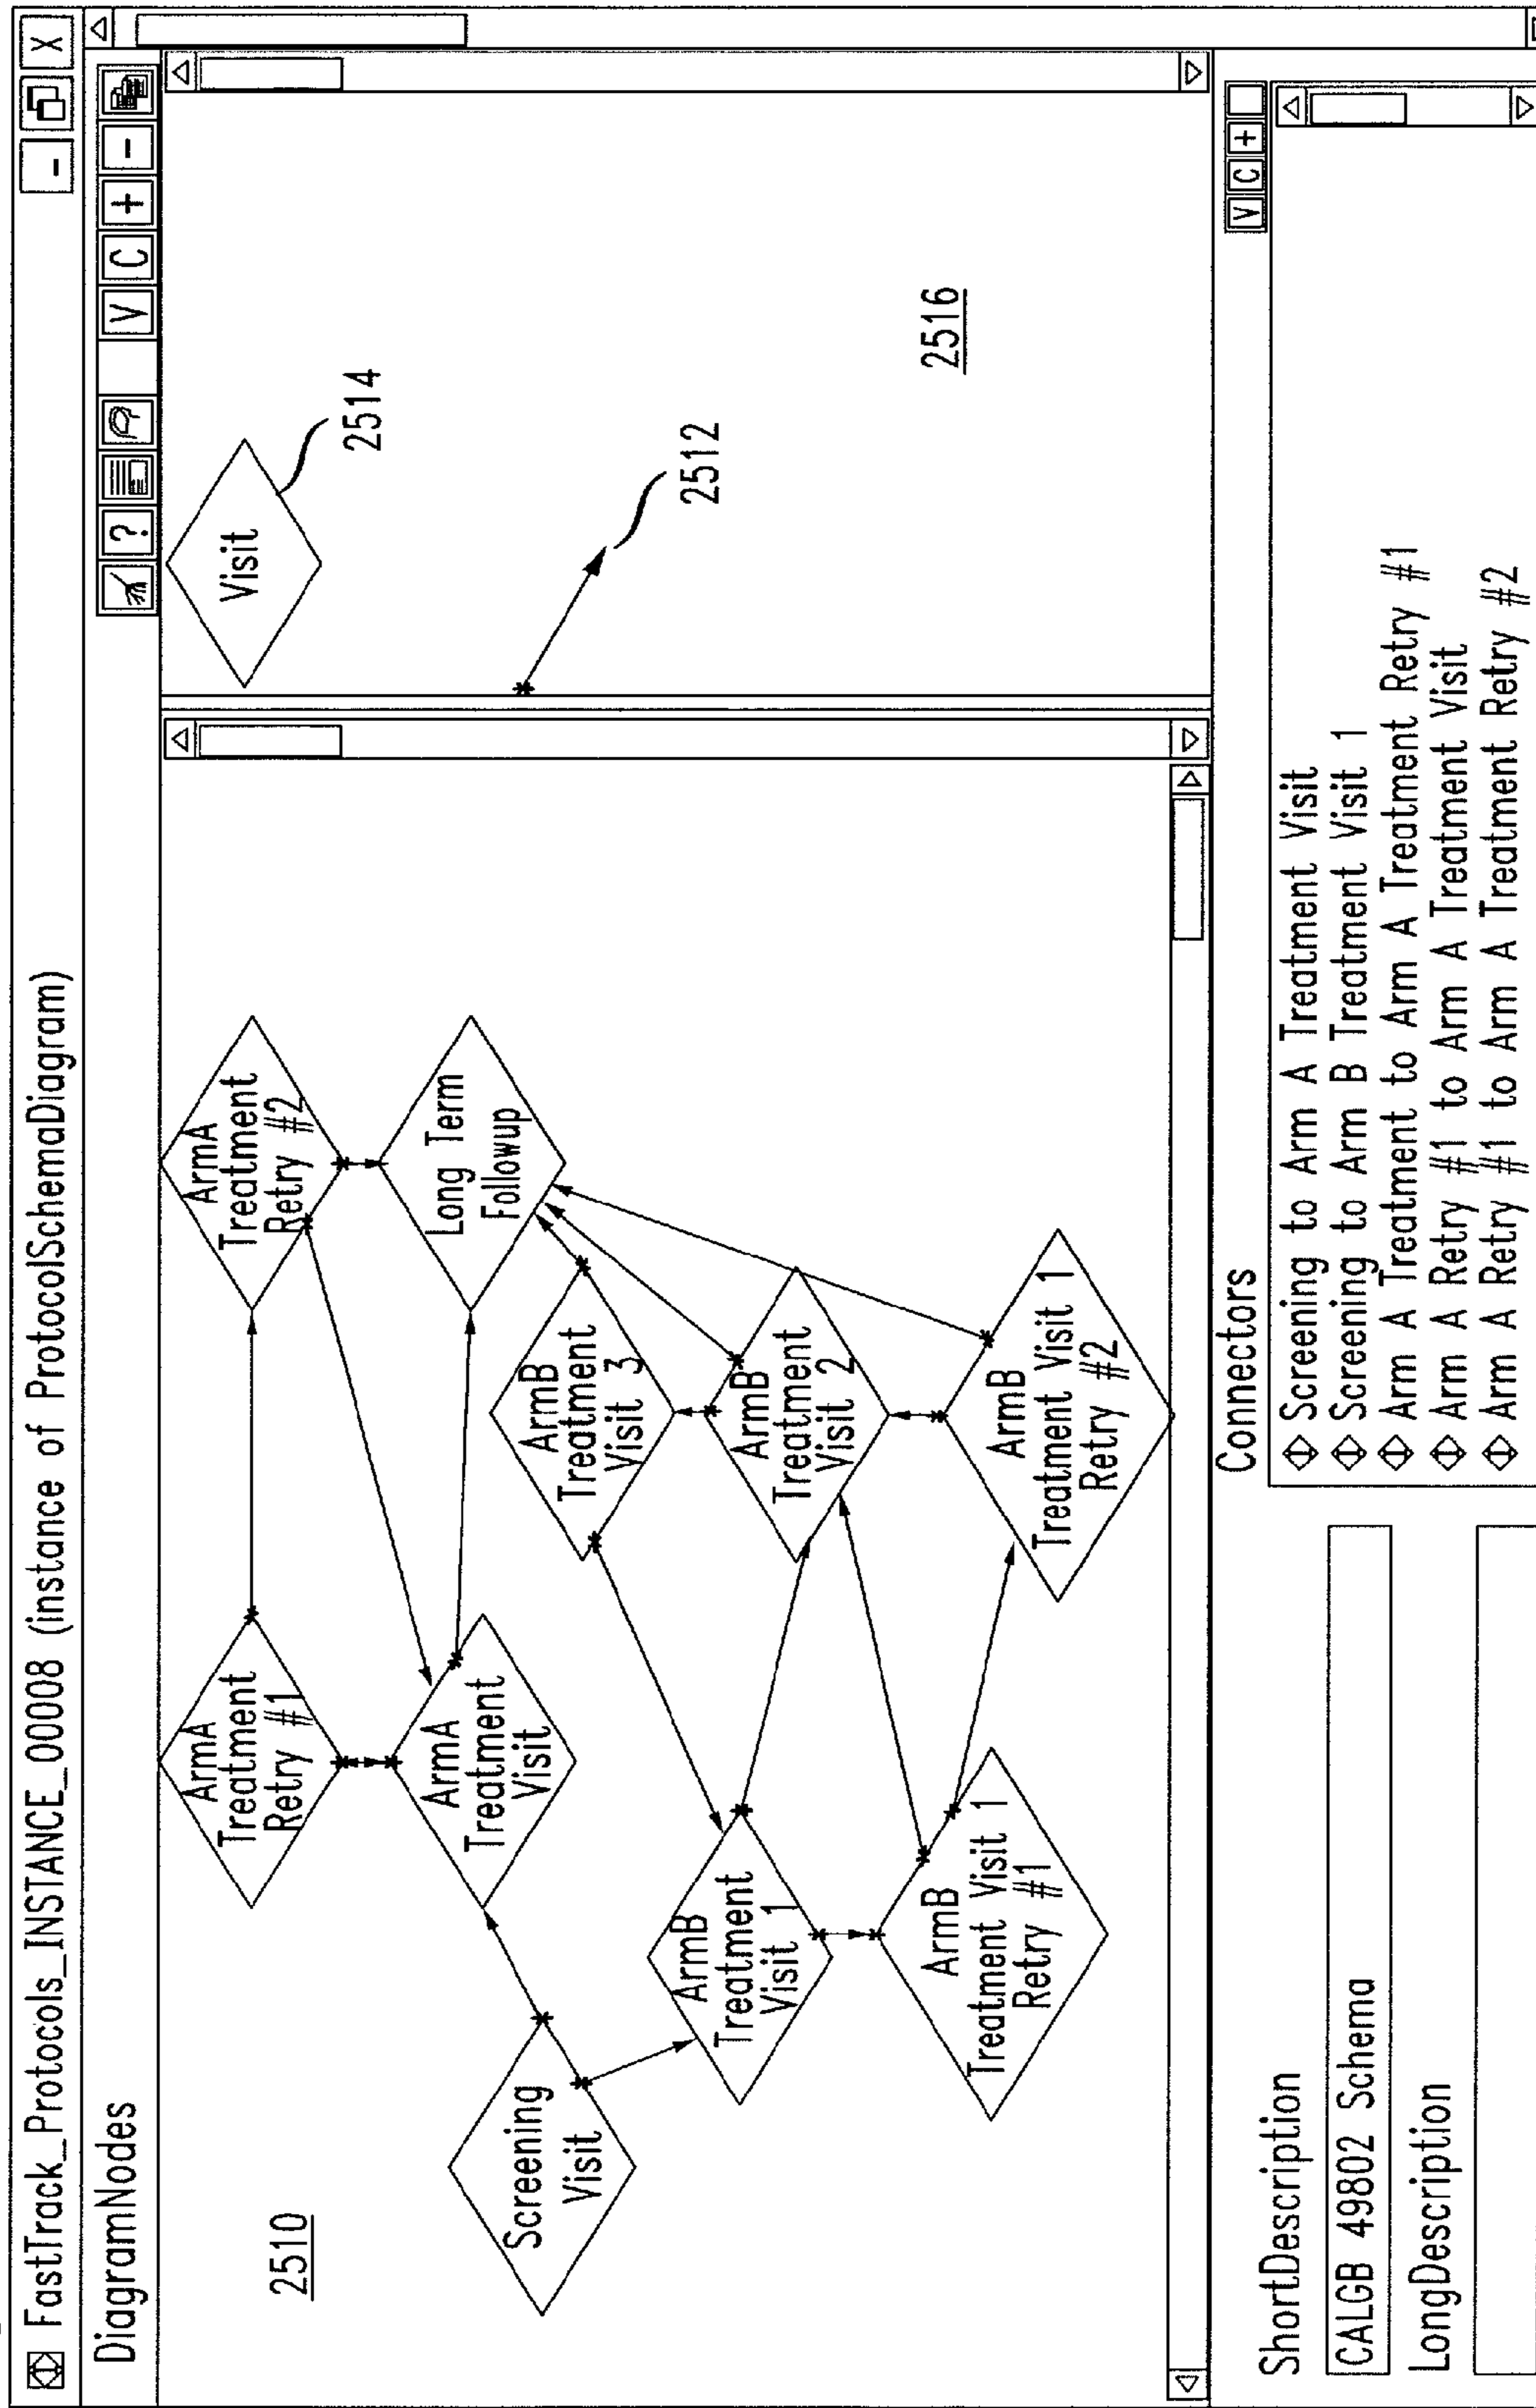 FastTrack_Protocols_INSTANCE_00008 (instance of ProtocolSchemaDiagram)
- X
DiagramNodes
? V C + -
2510
Screening
Visit
ArmA
Treatment
Retry #1
ArmA
Treatment
Visit
ArmB
Treatment
Visit 1
ArmB
Treatment Visit 1
Retry #1
ArmA
Treatment
Retry #2
Long Term
Followup
ArmB
Treatment
Visit 3
ArmB
Treatment
Visit 2
ArmB
Treatment Visit 1
Retry #2
Visit
2514
2512
2516
ShortDescription
CALGB 49802 Schema
LongDescription
Connectors
V C +
Screening to Arm A Treatment Visit
Screening to Arm B Treatment Visit 1
Arm A Treatment to Arm A Treatment Retry #1
Arm A Retry #1 to Arm A Treatment Visit
Arm A Retry #1 to Arm A Treatment Retry #2